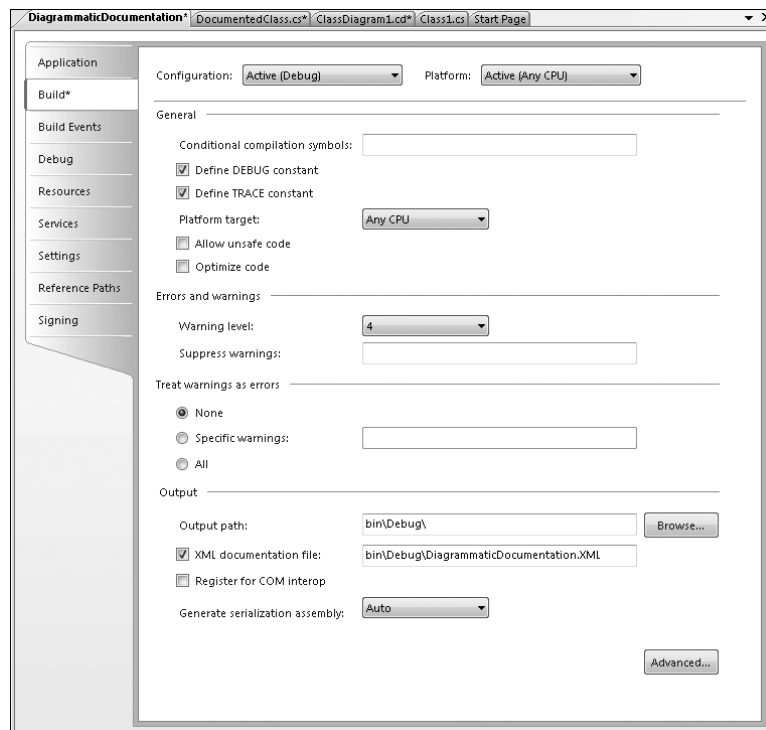 DiagrammaticDocumentation* DocumentedClass.cs* ClassDiagram1.cd* Class1.cs Start Page
Application
Build*
Build Events
Debug
Resources
Services
Settings
Reference Paths
Signing
Configuration: Active (Debug) Platform: Active (Any CPU)
General
Conditional compilation symbols:
Define DEBUG constant
Define TRACE constant
Platform target: Any CPU
Allow unsafe code
Optimize code
Errors and warnings
Warning level: 4
Suppress warnings:
Treat warnings as errors
None
Specific warnings:
All
Output
Output path: bin\Debug\ Browse...
XML documentation file: bin\Debug\DiagrammaticDocumentation.XML
Register for COM interop
Generate serialization assembly: Auto
Advanced...